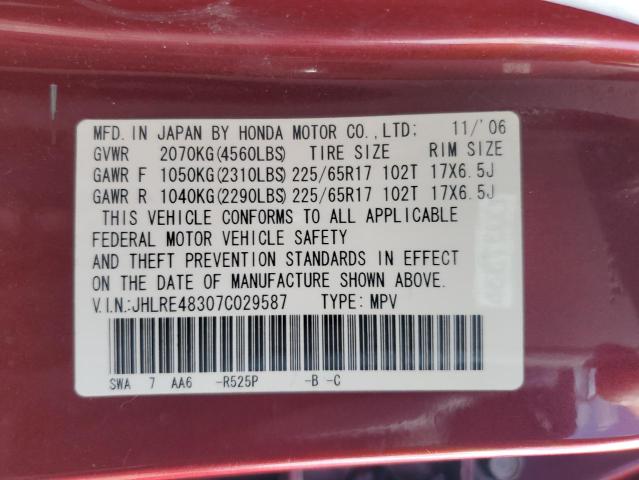 MFD. IN JAPAN BY HONDA MOTOR CO.,LTD; 11/'06
GVWR 2070KG(4560LBS) TIRE SIZE RIM SIZE
GAWR F 1050KG(2310LBS) 225/65R17 102T 17X6.5J
GAWR R 1040KG(2290LBS) 225/65R17 102T 17X6.5J
THIS VEHICLE CONFORMS TO ALL APPLICABLE
FEDERAL MOTOR VEHICLE SAFETY
AND THEFT PREVENTION STANDARDS IN EFFECT
ON THE DATE OF MANUFACTURE SHOWN ABOVE.
V.I.N:JHLRE48307C029587 TYPE: MPV
SWA 7 AA6 -R525P -B -C